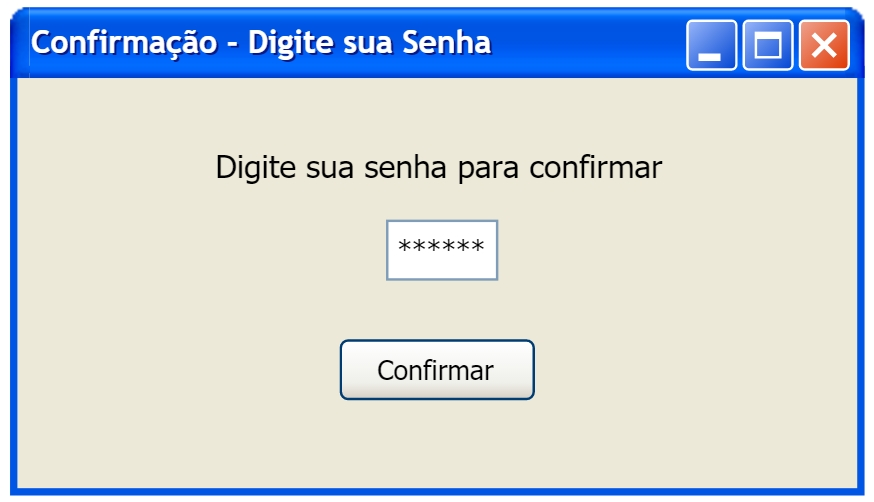 Confirmação - Digite sua Senha
Digite sua senha para confirmar
******
Confirmar